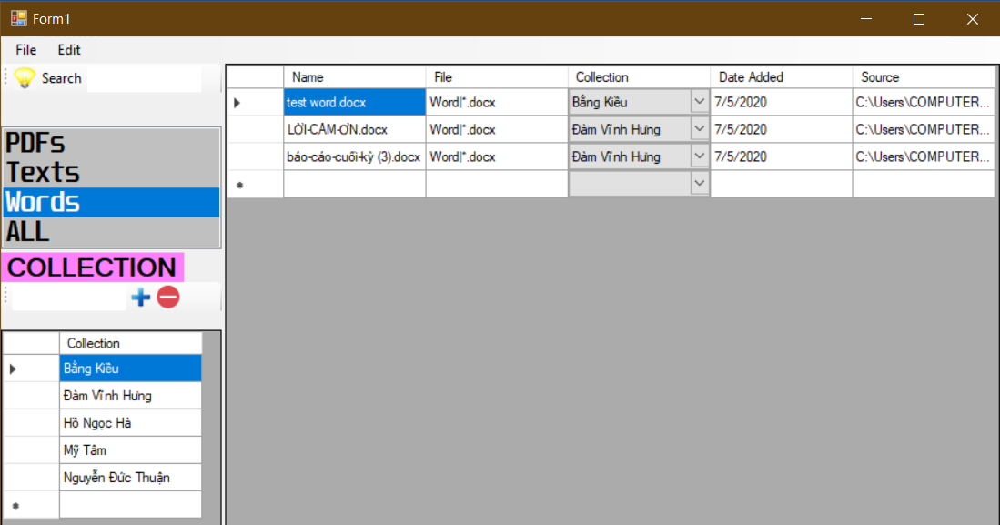 Form1
File Edit
Search
PDFs
Texts
Words
ALL
COLLECTION
Collection
Bằng Kiều
Đàm Vĩnh Hưng
Hồ Ngọc Hà
Mỹ Tâm
Nguyễn Đức Thuận
Name File Collection Date Added Source
test word.docx Word|*.docx Bằng Kiều 7/5/2020 C:\Users\COMPUTER...
LỜI-CẢM-ƠN.docx Word|*.docx Đàm Vĩnh Hưng 7/5/2020 C:\Users\COMPUTER...
báo-cáo-cuối-kỳ (3).docx Word|*.docx Đàm Vĩnh Hưng 7/5/2020 C:\Users\COMPUTER...